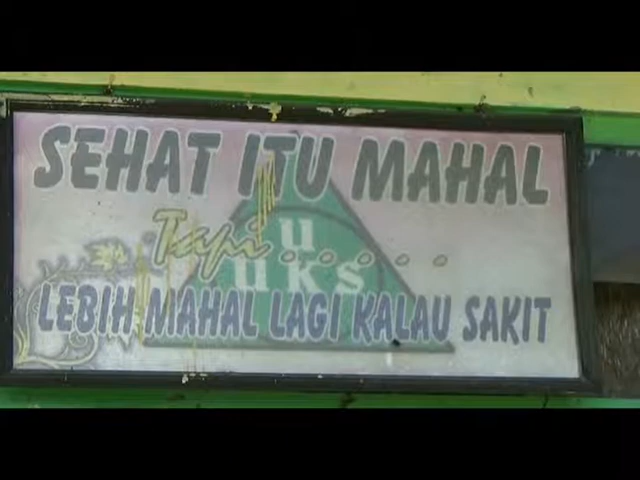 SEHAT ITU MAHAL
Tapi......
u
uks
LEBIH MAHAL LAGI KALAU SAKIT